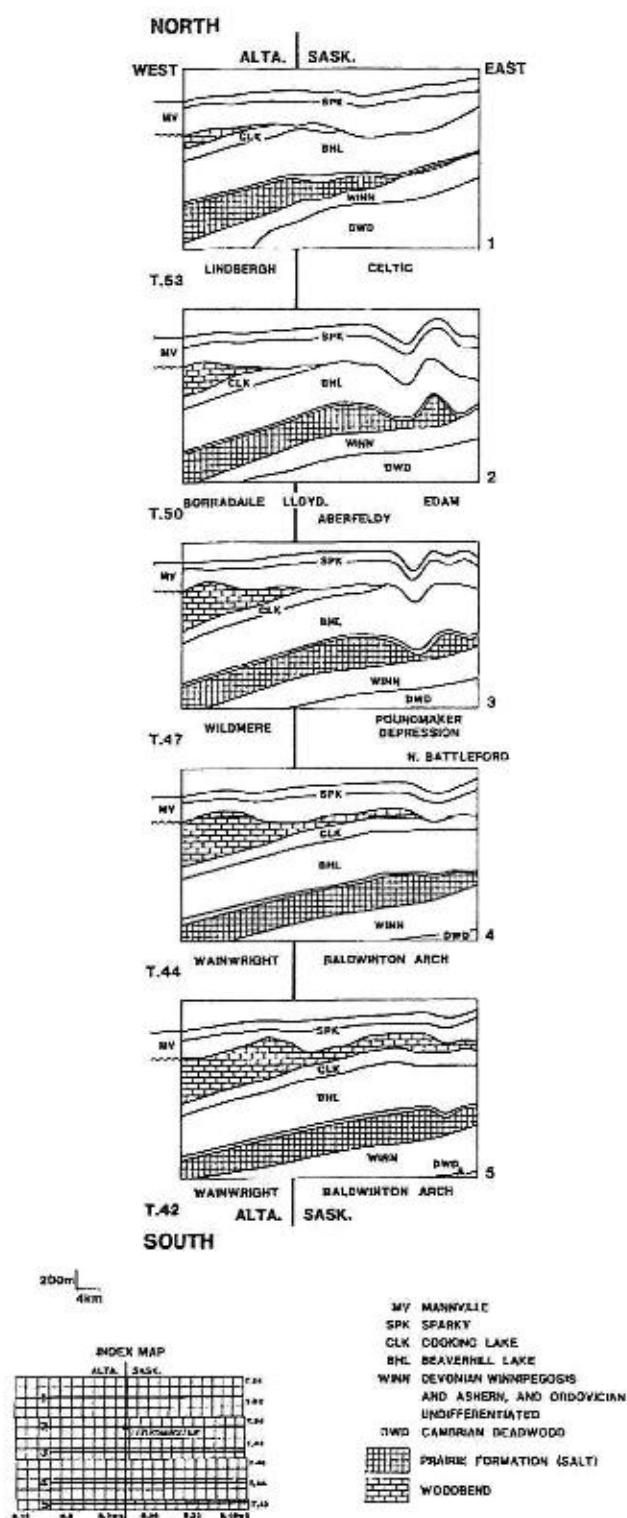 NORTH
ALTA. SASK.
WEST EAST
SPK
MV
CLK
BHL
WINN
DWD
1
LINDBERGH CELTIC
T.53
SPK
MV
CLK BHL
WINN
DWD
2
BORRADAILE LLOYD. EDAM
T.50 ABERFELDY
SPK
MV
CLK
BHL
WINN
DWD
3
WILDMERE POUNDMAKER
DEPRESSION
T.47
N. BATTLEFORD
SPK
MV
CLK
BHL
WINN
DWD
4
WAINWRIGHT BALDWINTON ARCH
T.44
SPK
MV
CLK
BHL
WINN
DWD
5
WAINWRIGHT BALDWINTON ARCH
T.42 ALTA. SASK.
SOUTH
200m
4km
INDEX MAP
ALTA. SASK.
MV MANNVILLE
SPK SPARKY
CLK COOKING LAKE
BHL BEAVERHILL LAKE
WINN DEVONIAN WINNIPEGOSIS
AND ASHERN, AND ORDOVICIAN
UNDIFFERENTIATED
DWD CAMBRIAN DEADWOOD
PRAIRIE FORMATION (SALT)
WOODBEND